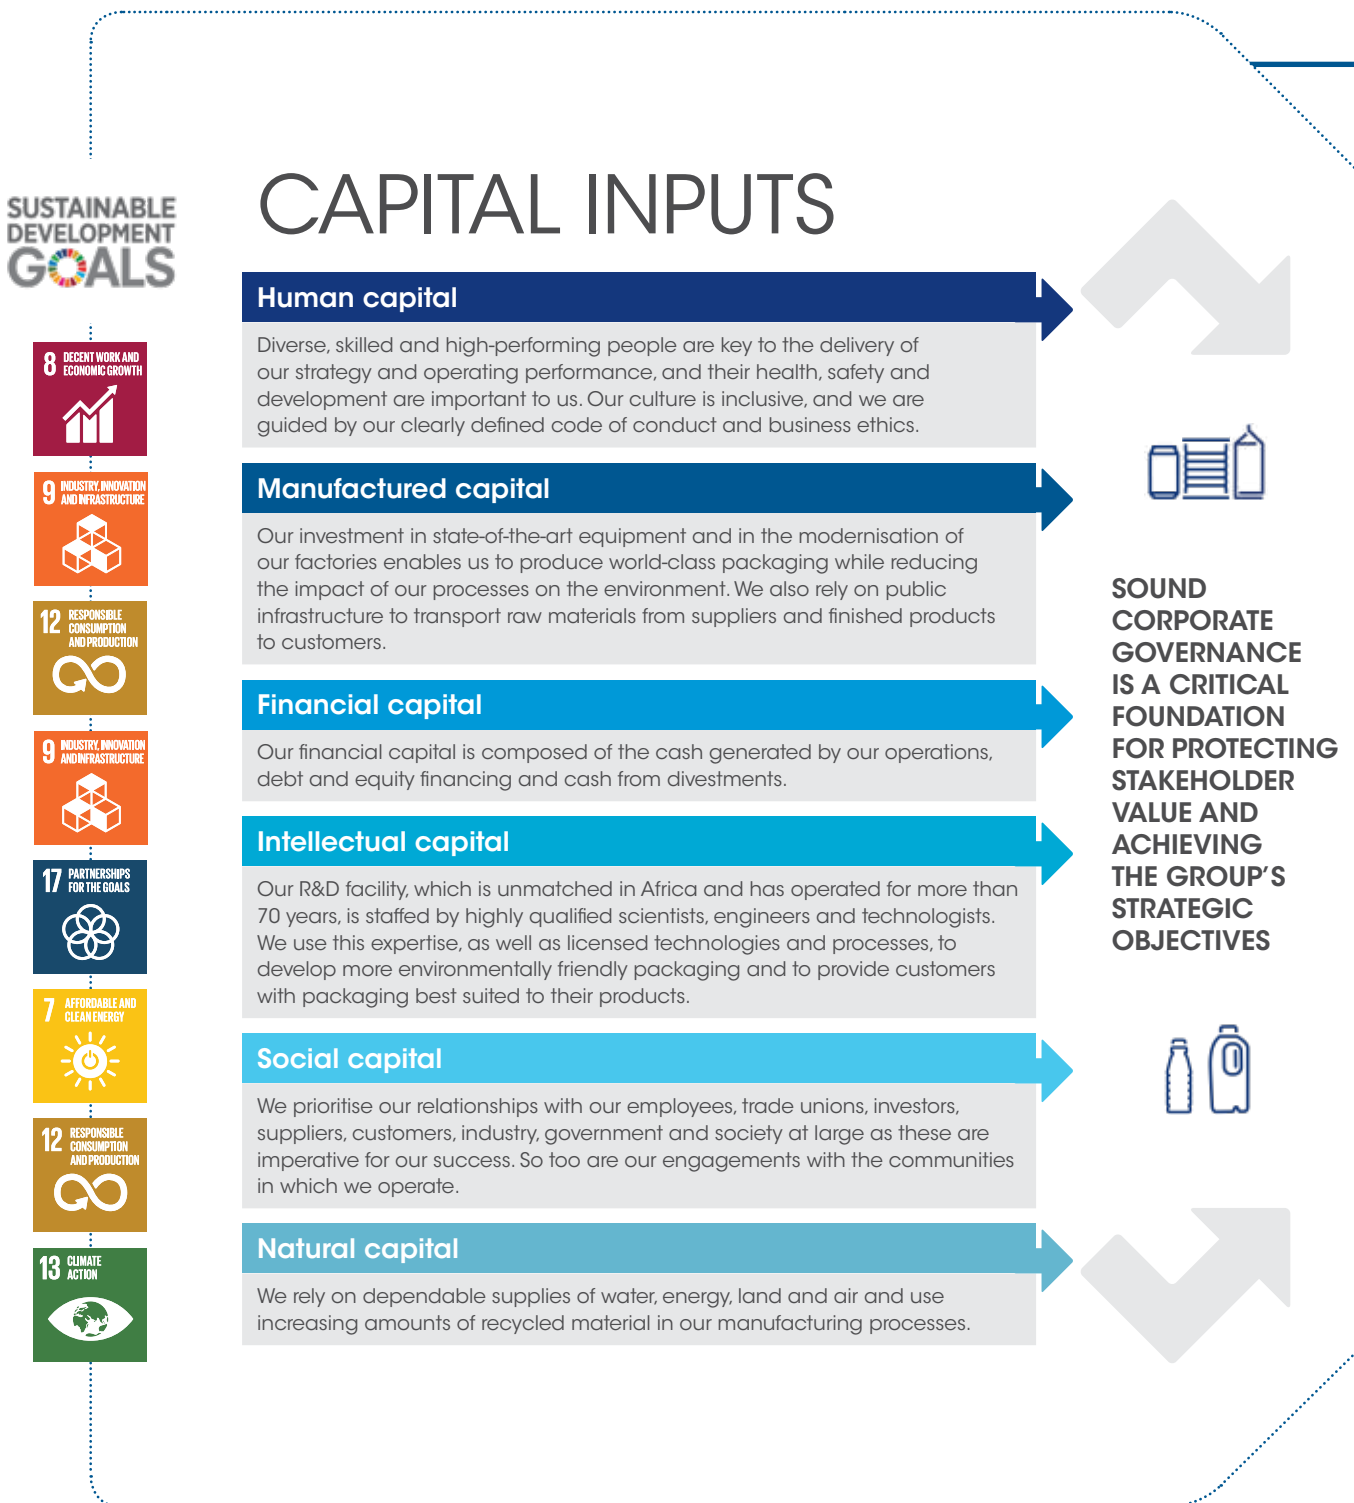 SUSTAINABLE
DEVELOPMENT
GOALS
8 DECENT WORK AND
ECONOMIC GROWTH
9 INDUSTRY, INNOVATION
AND INFRASTRUCTURE
12 RESPONSIBLE
CONSUMPTION
AND PRODUCTION
9 INDUSTRY, INNOVATION
AND INFRASTRUCTURE
17 PARTNERSHIPS
FOR THE GOALS
7 AFFORDABLE AND
CLEAN ENERGY
12 RESPONSIBLE
CONSUMPTION
AND PRODUCTION
13 CLIMATE
ACTION
CAPITAL INPUTS
Human capital
Diverse, skilled and high-performing people are key to the delivery of
our strategy and operating performance, and their health, safety and
development are important to us. Our culture is inclusive, and we are
guided by our clearly defined code of conduct and business ethics.
Manufactured capital
Our investment in state-of-the-art equipment and in the modernisation of
our factories enables us to produce world-class packaging while reducing
the impact of our processes on the environment. We also rely on public
infrastructure to transport raw materials from suppliers and finished products
to customers.
Financial capital
Our financial capital is composed of the cash generated by our operations,
debt and equity financing and cash from divestments.
Intellectual capital
Our R&D facility, which is unmatched in Africa and has operated for more than
70 years, is staffed by highly qualified scientists, engineers and technologists.
We use this expertise, as well as licensed technologies and processes, to
develop more environmentally friendly packaging and to provide customers
with packaging best suited to their products.
Social capital
We prioritise our relationships with our employees, trade unions, investors,
suppliers, customers, industry, government and society at large as these are
imperative for our success. So too are our engagements with the communities
in which we operate.
Natural capital
We rely on dependable supplies of water, energy, land and air and use
increasing amounts of recycled material in our manufacturing processes.
SOUND
CORPORATE
GOVERNANCE
IS A CRITICAL
FOUNDATION
FOR PROTECTING
STAKEHOLDER
VALUE AND
ACHIEVING
THE GROUP'S
STRATEGIC
OBJECTIVES